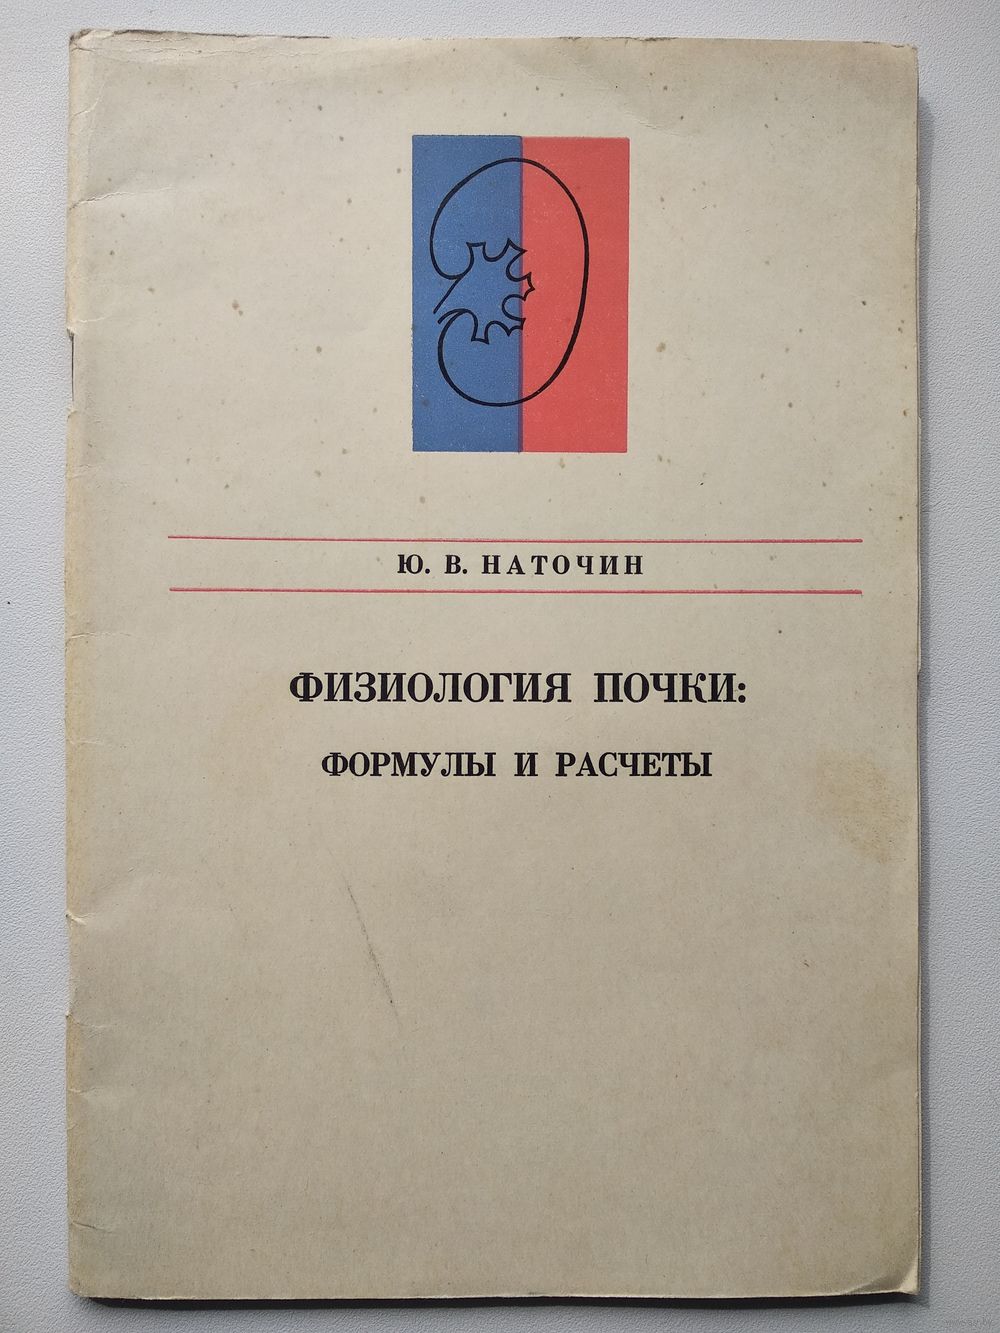 Ю. В. НАТОЧИН
ФИЗИОЛОГИЯ ПОЧКИ:
ФОРМУЛЫ И РАСЧЕТЫ